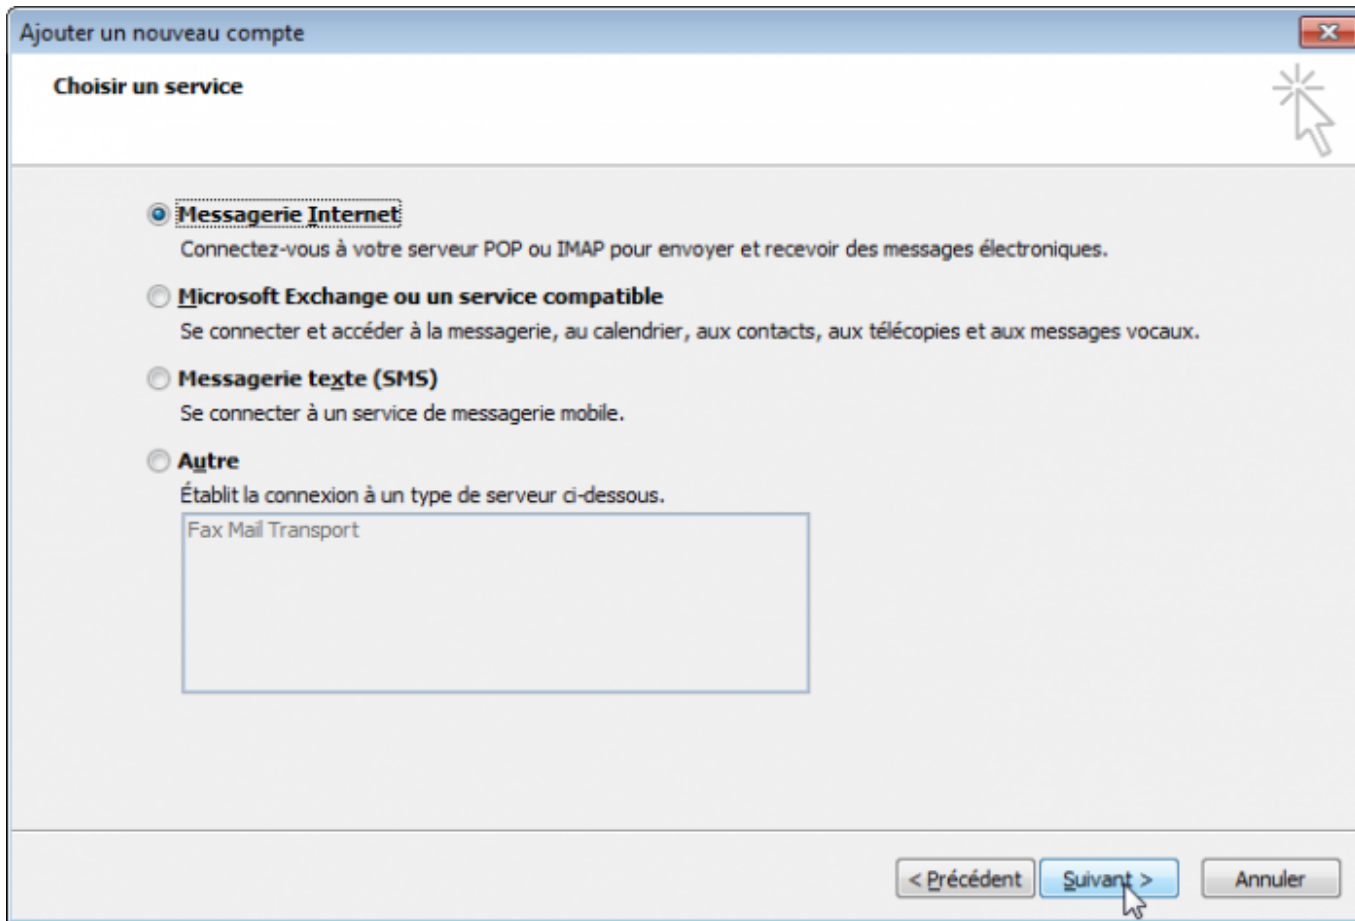 Ajouter un nouveau compte
Choisir un service
Messagerie Internet
Connectez-vous à votre serveur POP ou IMAP pour envoyer et recevoir des messages électroniques.
Microsoft Exchange ou un service compatible
Se connecter et accéder à la messagerie, au calendrier, aux contacts, aux télécopies et aux messages vocaux.
Messagerie texte (SMS)
Se connecter à un service de messagerie mobile.
Autre
Établit la connexion à un type de serveur ci-dessous.
Fax Mail Transport
< Précédent Suivant > Annuler